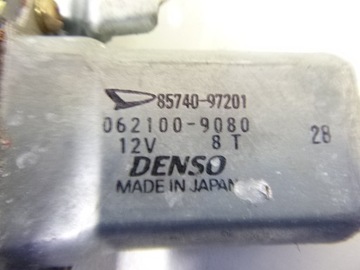 85740-97201
062100-9080
12V 8T 28
DENSO
MADE IN JAPAN